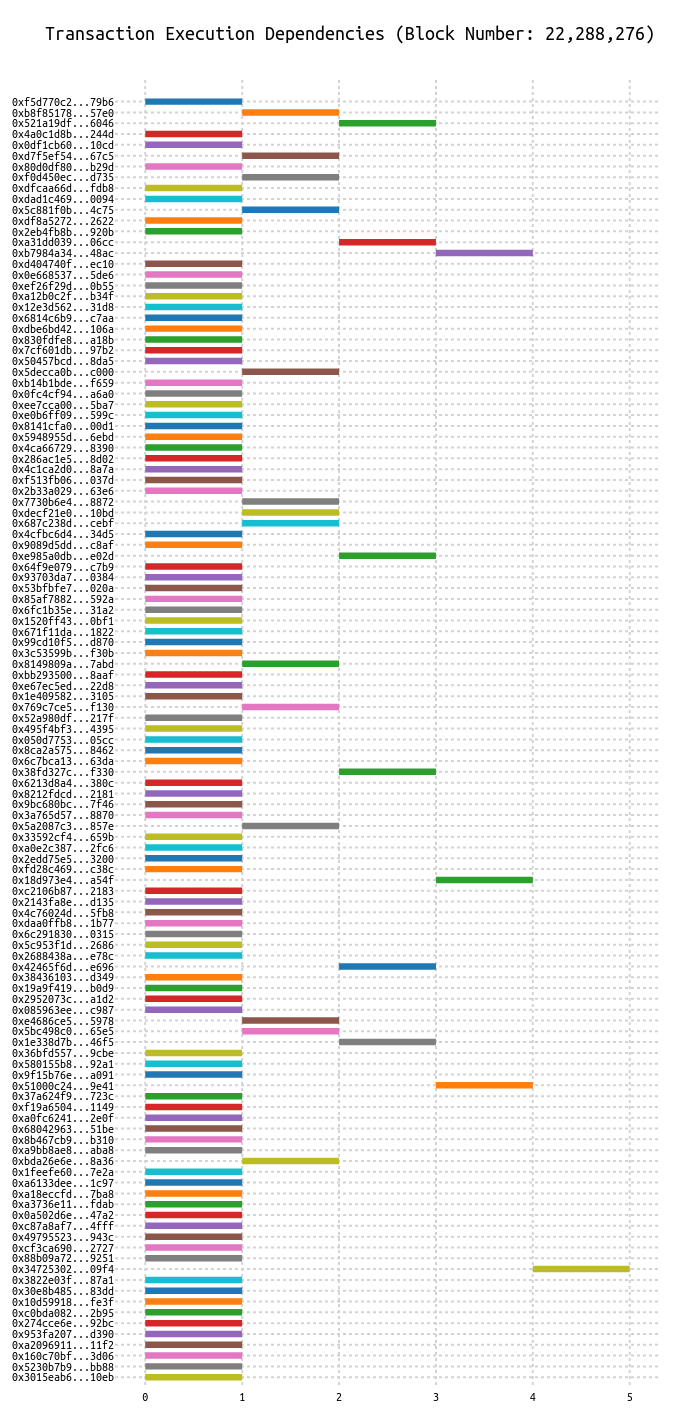 Transaction Execution Dependencies (Block Number: 22,288,276)
0xf5d770c2...79b6
0xb8f85178...57e0
0x521a19df...6046
0x4a0c1d8b...244d
0x0df1cb60...10cd
0xd7f5ef54...67c5
0x80d0df80...b29d
0xf0d450ec...d735
0xdfcaa66d...fdb8
0xdad1c469...0094
0x5c881f0b...4c75
0xdf8a5272...2622
0x2eb4fb8b...920b
0xa31dd039...06cc
0xb7984a34...48ac
0xd404740f...ec10
0x0e668537...5de6
0xef26f29d...0b55
0xa12b0c2f...b34f
0x12e3d562...31d8
0x6814c6b9...c7aa
0xdbe6bd42...106a
0x830fdfe8...a18b
0x7cf601db...97b2
0x50457bcd...8da5
0x5decca0b...c000
0xb14b1bde...f659
0x0fc4cf94...a6a0
0xee7cca00...5ba7
0xe0b6ff09...599c
0x8141cfa0...00d1
0x5948955d...6ebd
0x4ca66729...8390
0x286ac1e5...8d02
0x4c1ca2d0...8a7a
0xf513fb06...037d
0x2b33a029...63e6
0x7730b6e4...8872
0xdecf21e0...10bd
0x687c238d...cebf
0x4cfbc6d4...34d5
0x9089d5dd...c8af
0xe985a0db...e02d
0x64f9e079...c7b9
0x93703da7...0384
0x53bfbfe7...020a
0x85af7882...592a
0x6fc1b35e...31a2
0x1520ff43...0bf1
0x671f11da...1822
0x99cd10f5...d870
0x3c53599b...f30b
0x8149809a...7abd
0xbb293500...8aaf
0xe67ec5ed...22d8
0x1e409582...3105
0x769c7ce5...f130
0x52a980df...217f
0x495f4bf3...4395
0x050d7753...05cc
0x8ca2a575...8462
0x6c7bca13...63da
0x38fd327c...f330
0x6213d8a4...380c
0x8212fdcd...2181
0x9bc680bc...7f46
0x3a765d57...8870
0x5a2087c3...857e
0x33592cf4...659b
0xa0e2c387...2fc6
0x2edd75e5...3200
0xfd28c469...c38c
0x18d973e4...a54f
0xc2106b87...2183
0x2143fa8e...d135
0x4c76024d...5fb8
0xdaa0ffb8...1b77
0x6c291830...0315
0x5c953f1d...2686
0x2688438a...e78c
0x42465f6d...e696
0x38436103...d349
0x19a9f419...b0d9
0x2952073c...a1d2
0x085963ee...c987
0xe4686ce5...5978
0x5bc498c0...65e5
0x1e338d7b...46f5
0x36bfd557...9cbe
0x580155b8...92a1
0x9f15b76e...a091
0x51000c24...9e41
0x37a624f9...723c
0xf19a6504...1149
0xa0fc6241...2e0f
0x68042963...51be
0x8b467cb9...b310
0xa9bb8ae8...aba8
0xbda26e6e...8a36
0x1feefe60...7e2a
0xa6133dee...1c97
0xa18eccfd...7ba8
0xa3736e11...fdab
0x0a502d6e...47a2
0xc87a8af7...4fff
0x49795523...943c
0xcf3ca690...2727
0x88b09a72...9251
0x34725302...09f4
0x3822e03f...87a1
0x30e8b485...83dd
0x10d59918...fe3f
0xc0bda082...2b95
0x274cce6e...92bc
0x953fa207...d390
0xa2096911...11f2
0x160c70bf...3d06
0x5230b7b9...bb88
0x3015eab6...10eb
0 1 2 3 4 5